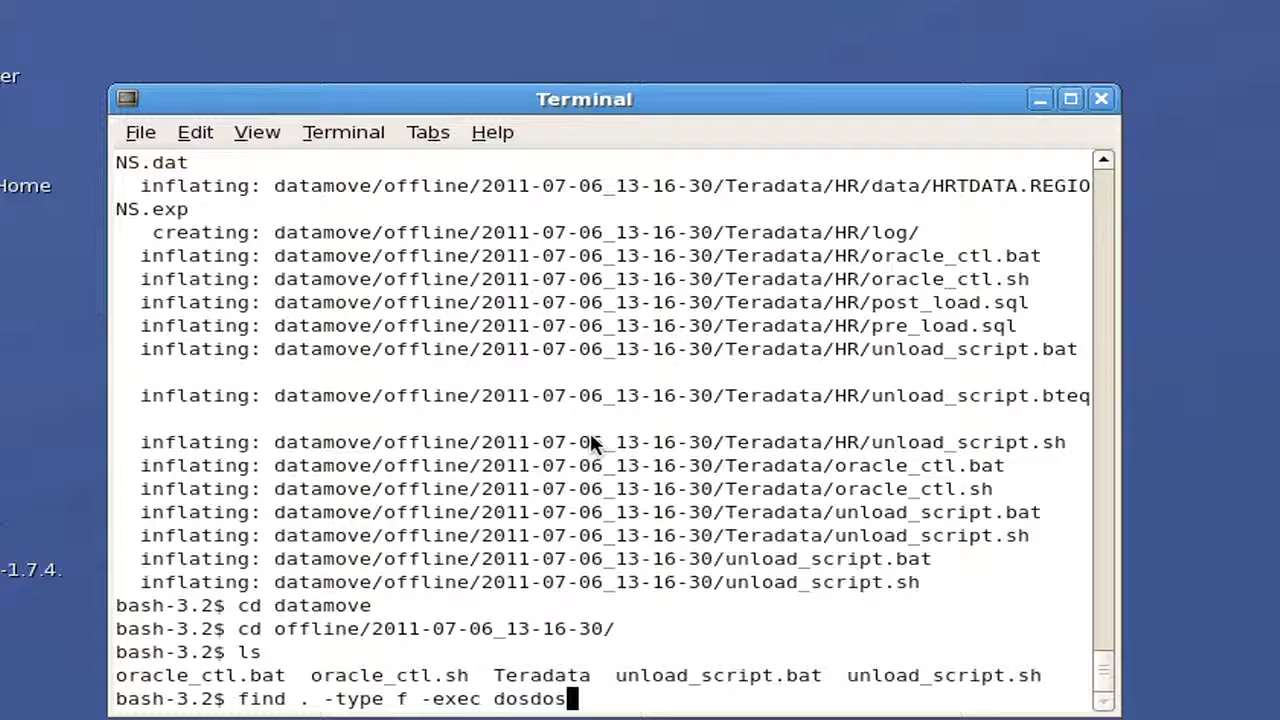 er
Home
-1.7.4.
Terminal
File Edit View Terminal Tabs Help
NS.dat
inflating: datamove/offline/2011-07-06_13-16-30/Teradata/HR/data/HRTDATA.REGIO
NS.exp
creating: datamove/offline/2011-07-06_13-16-30/Teradata/HR/log/
inflating: datamove/offline/2011-07-06_13-16-30/Teradata/HR/oracle_ctl.bat
inflating: datamove/offline/2011-07-06_13-16-30/Teradata/HR/oracle_ctl.sh
inflating: datamove/offline/2011-07-06_13-16-30/Teradata/HR/post_load.sql
inflating: datamove/offline/2011-07-06_13-16-30/Teradata/HR/pre_load.sql
inflating: datamove/offline/2011-07-06_13-16-30/Teradata/HR/unload_script.bat
inflating: datamove/offline/2011-07-06_13-16-30/Teradata/HR/unload_script.bteq
inflating: datamove/offline/2011-07-06_13-16-30/Teradata/HR/unload_script.sh
inflating: datamove/offline/2011-07-06_13-16-30/Teradata/oracle_ctl.bat
inflating: datamove/offline/2011-07-06_13-16-30/Teradata/oracle_ctl.sh
inflating: datamove/offline/2011-07-06_13-16-30/Teradata/unload_script.bat
inflating: datamove/offline/2011-07-06_13-16-30/Teradata/unload_script.sh
inflating: datamove/offline/2011-07-06_13-16-30/unload_script.bat
inflating: datamove/offline/2011-07-06_13-16-30/unload_script.sh
bash-3.2$ cd datamove
bash-3.2$ cd offline/2011-07-06_13-16-30/
bash-3.2$ ls
oracle_ctl.bat oracle_ctl.sh Teradata unload_script.bat unload_script.sh
bash-3.2$ find . -type f -exec dosdos